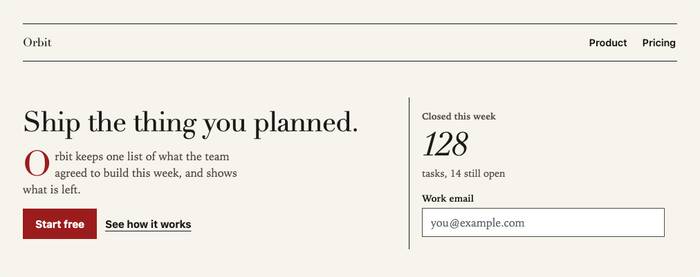 Orbit
Product Pricing
Ship the thing you planned.
Orbit keeps one list of what the team
agreed to build this week, and shows
what is left.
Start free See how it works
Closed this week
128
tasks, 14 still open
Work email
you@example.com